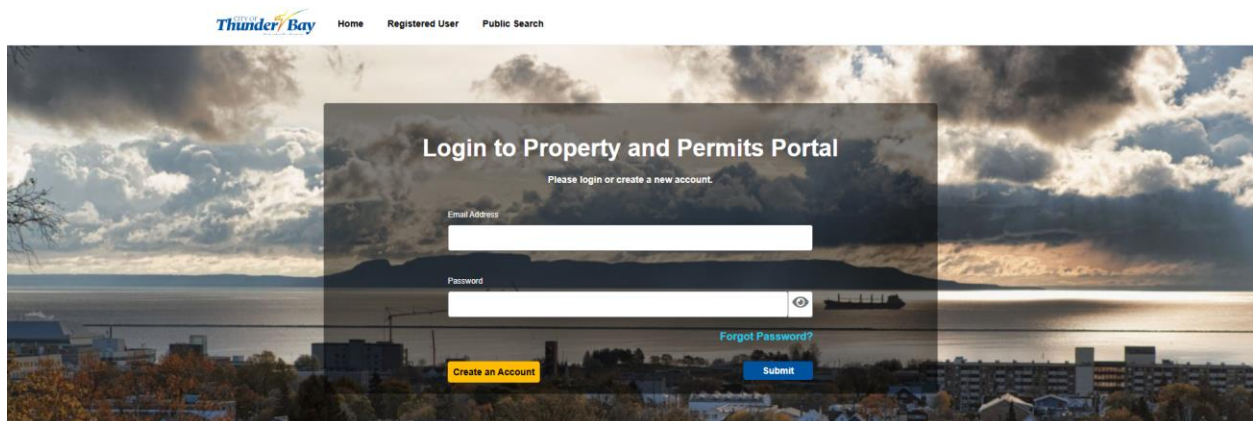 CITY OF
Thunder Bay
Home Registered User Public Search
Login to Property and Permits Portal
Please login or create a new account.
Email Address
Password
Forgot Password?
Create an Account Submit